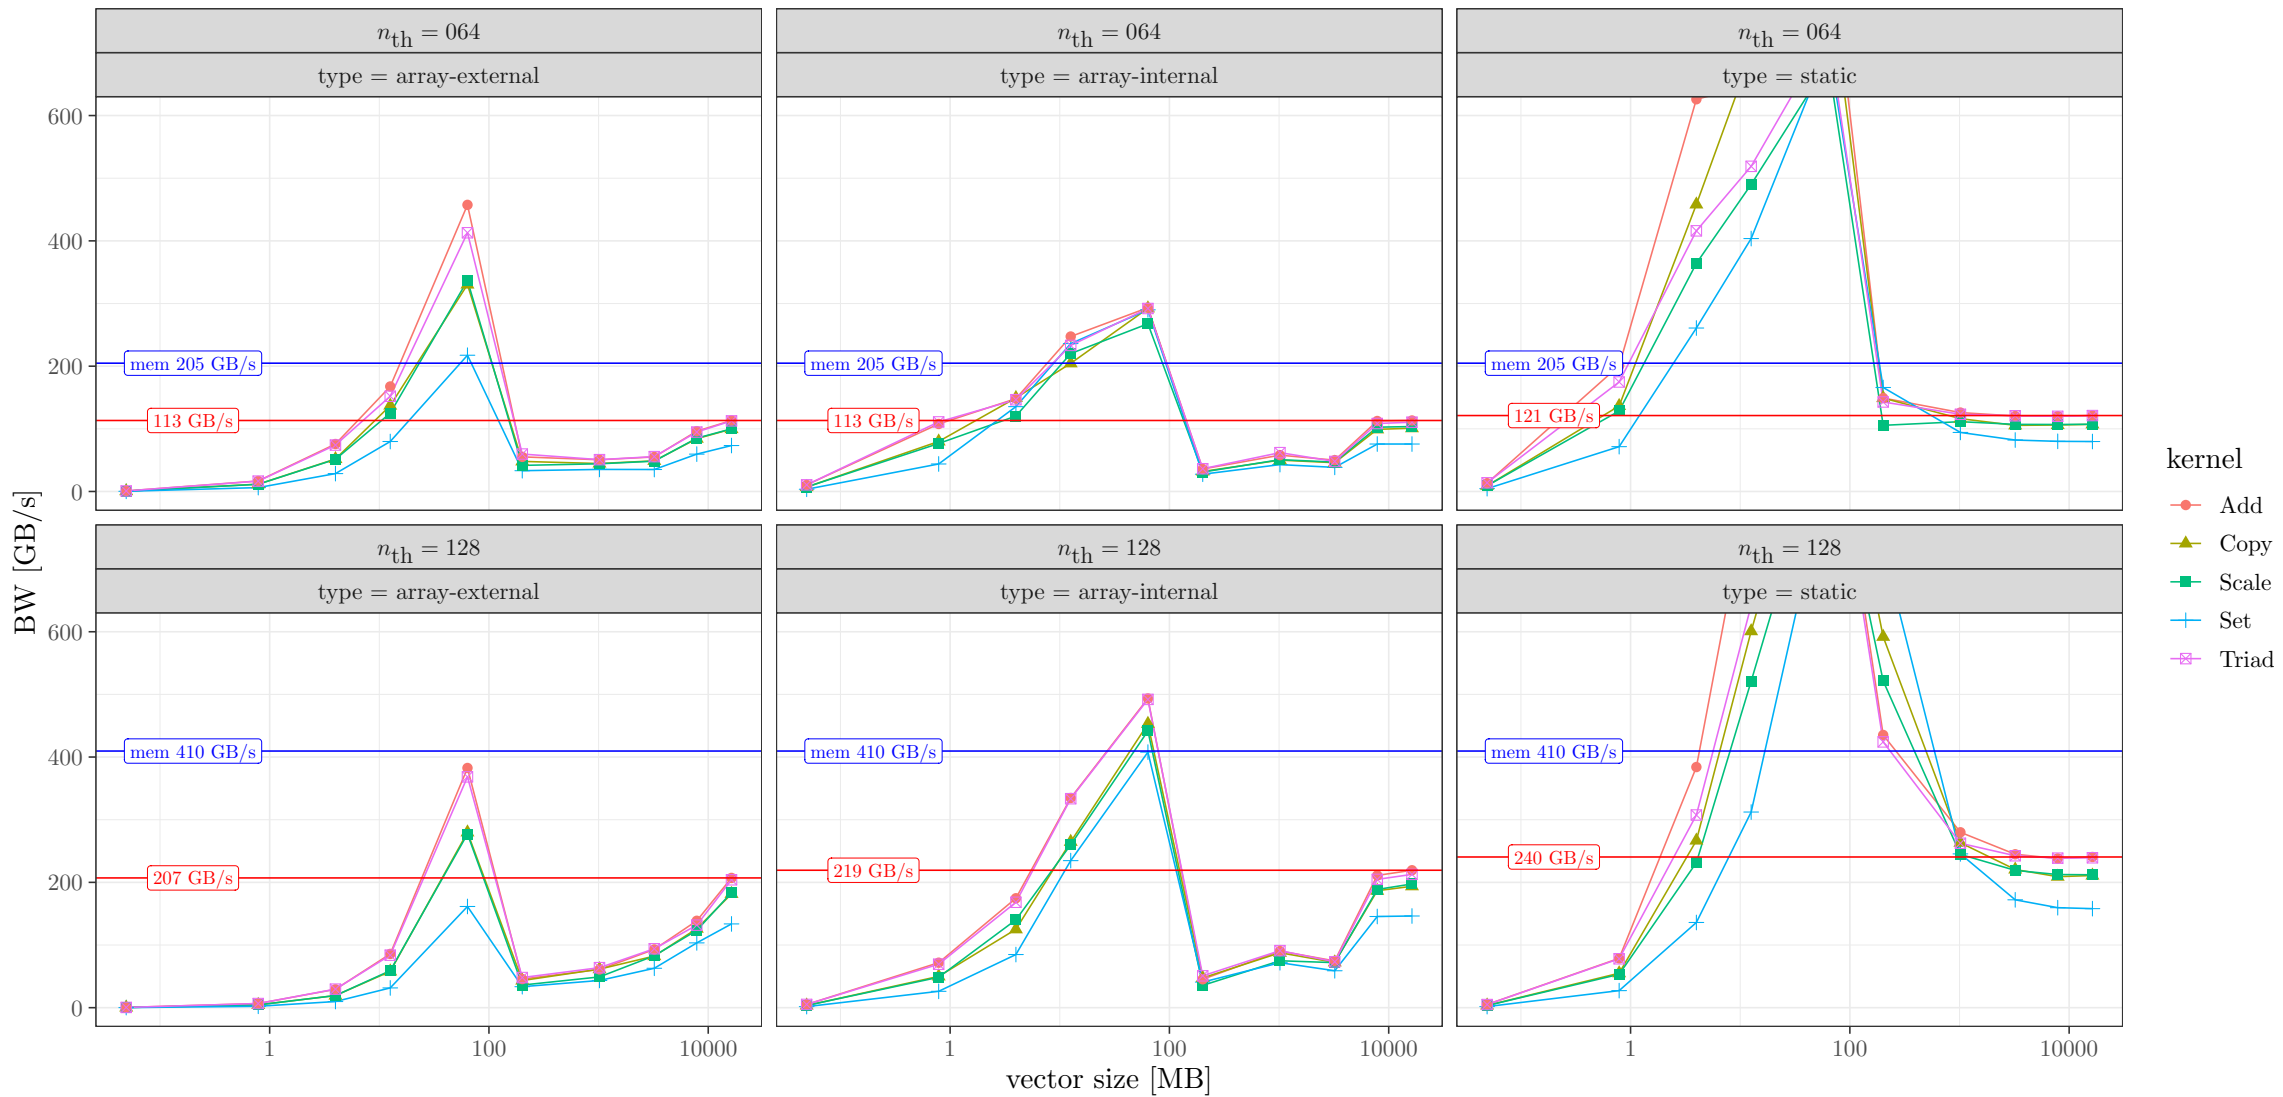 n_th = 064
type = array-external
n_th = 064
type = array-internal
n_th = 064
type = static
600
400
200
0
mem 205 GB/s
113 GB/s
mem 205 GB/s
113 GB/s
mem 205 GB/s
121 GB/s
n_th = 128
type = array-external
n_th = 128
type = array-internal
n_th = 128
type = static
600
400
200
0
mem 410 GB/s
207 GB/s
mem 410 GB/s
219 GB/s
mem 410 GB/s
240 GB/s
1 100 10000
1 100 10000
1 100 10000
vector size [MB]
BW [GB/s]
kernel
Add
Copy
Scale
Set
Triad